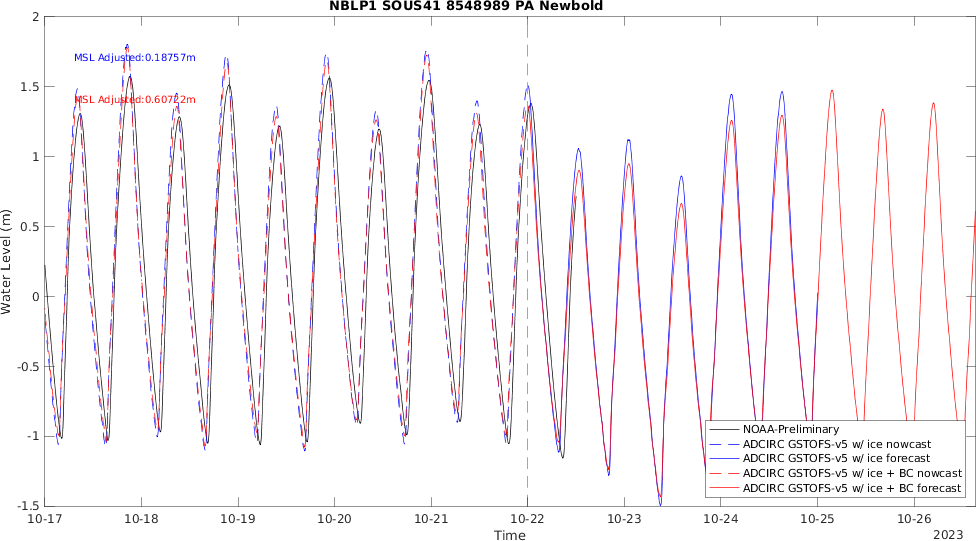 NBLP1 SOUS41 8548989 PA Newbold
2
1.5
1
0.5
0
-0.5
-1
-1.5
Water Level (m)
MSL Adjusted:0.18757m
MSL Adjusted:0.60722m
NOAA-Preliminary
ADCIRC GSTOFS-v5 w/ ice nowcast
ADCIRC GSTOFS-v5 w/ ice forecast
ADCIRC GSTOFS-v5 w/ ice + BC nowcast
ADCIRC GSTOFS-v5 w/ ice + BC forecast
10-17 10-18 10-19 10-20 10-21 10-22 10-23 10-24 10-25 10-26
Time
2023